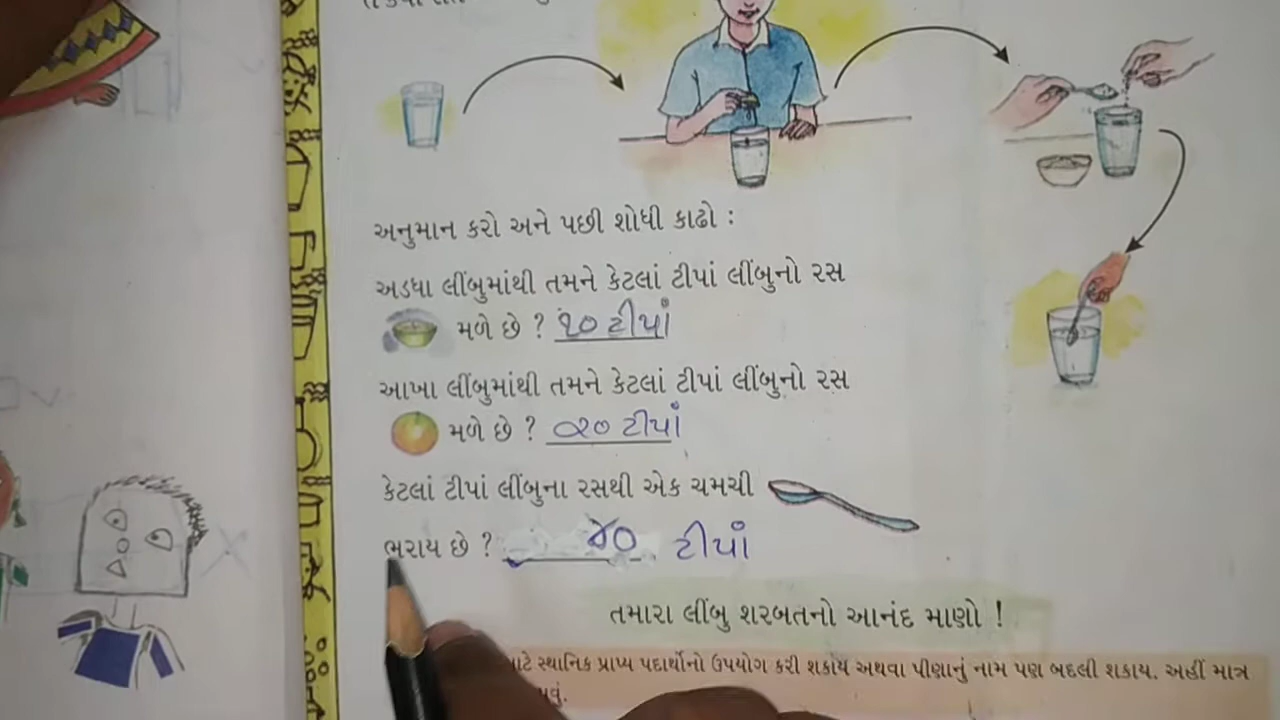 અનુમાન કરો અને પછી શોધી કાઢો :
અડધા લીંબુમાંથી તમને કેટલાં ટીપાં લીંબુનો રસ
મળે છે ? ૧૦ ટીપાં
આખા લીંબુમાંથી તમને કેટલાં ટીપાં લીંબુનો રસ
મળે છે ? ૨૦ ટીપાં
કેટલાં ટીપાં લીંબુના રસથી એક ચમચી
ભરાય છે ? ૪૦ ટીપાં
તમારા લીંબુ શરબતનો આનંદ માણો !
સ્થાનિક પ્રાપ્ય પદાર્થોનો ઉપયોગ કરી શકાય અથવા પીણાનું નામ પણ બદલી શકાય. અહીં માત્ર